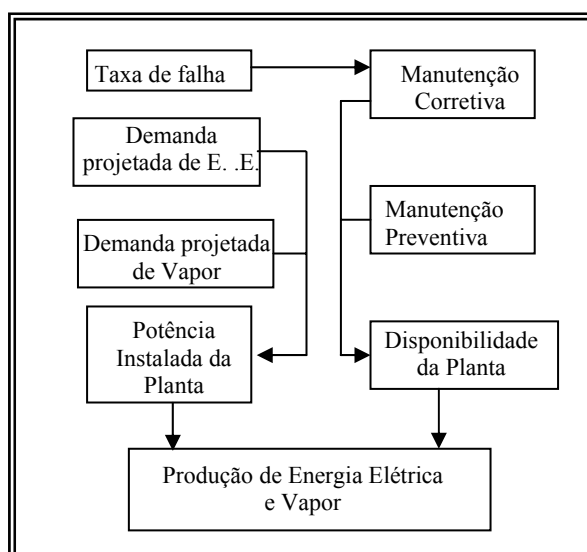 Taxa de falha
Manutenção
Corretiva
Demanda
projetada de E. .E.
Manutenção
Preventiva
Demanda projetada
de Vapor
Potência
Instalada da
Planta
Disponibilidade
da Planta
Produção de Energia Elétrica
e Vapor